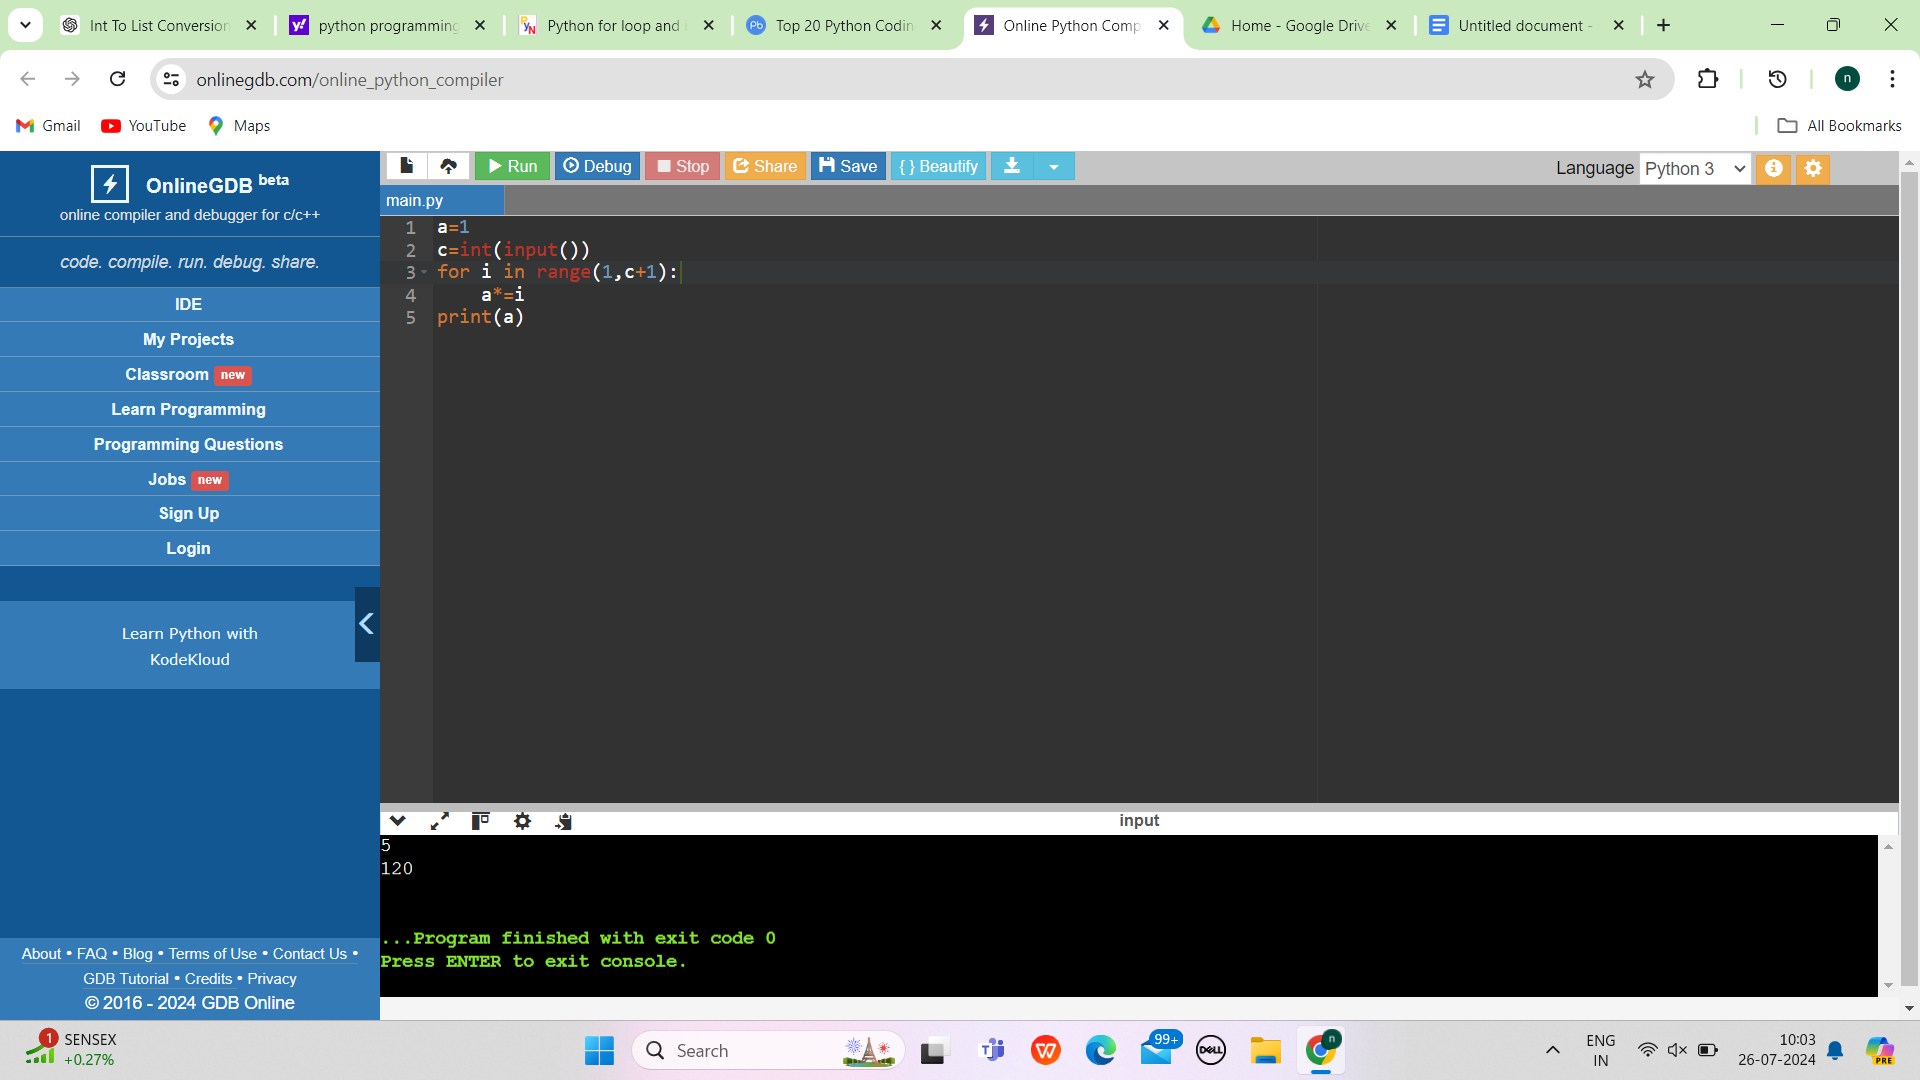 Int To List Conversion
python programming
Python for loop and i
Top 20 Python Codin
Online Python Comp
Home - Google Drive
Untitled document -
onlinegdb.com/online_python_compiler
n
Gmail
YouTube
Maps
All Bookmarks
OnlineGDB beta
online compiler and debugger for c/c++
code. compile. run. debug. share.
IDE
My Projects
Classroom new
Learn Programming
Programming Questions
Jobs new
Sign Up
Login
Learn Python with
KodeKloud
About • FAQ • Blog • Terms of Use • Contact Us •
GDB Tutorial • Credits • Privacy
© 2016 - 2024 GDB Online
Run
Debug
Stop
Share
Save
{ } Beautify
Language Python 3
main.py
1 a=1
2 c=int(input())
3 for i in range(1,c+1):
4     a*=i
5 print(a)
input
5
120
...Program finished with exit code 0
Press ENTER to exit console.
1
SENSEX
+0.27%
Search
99+
DELL
n
ENG
IN
10:03
26-07-2024
PRE